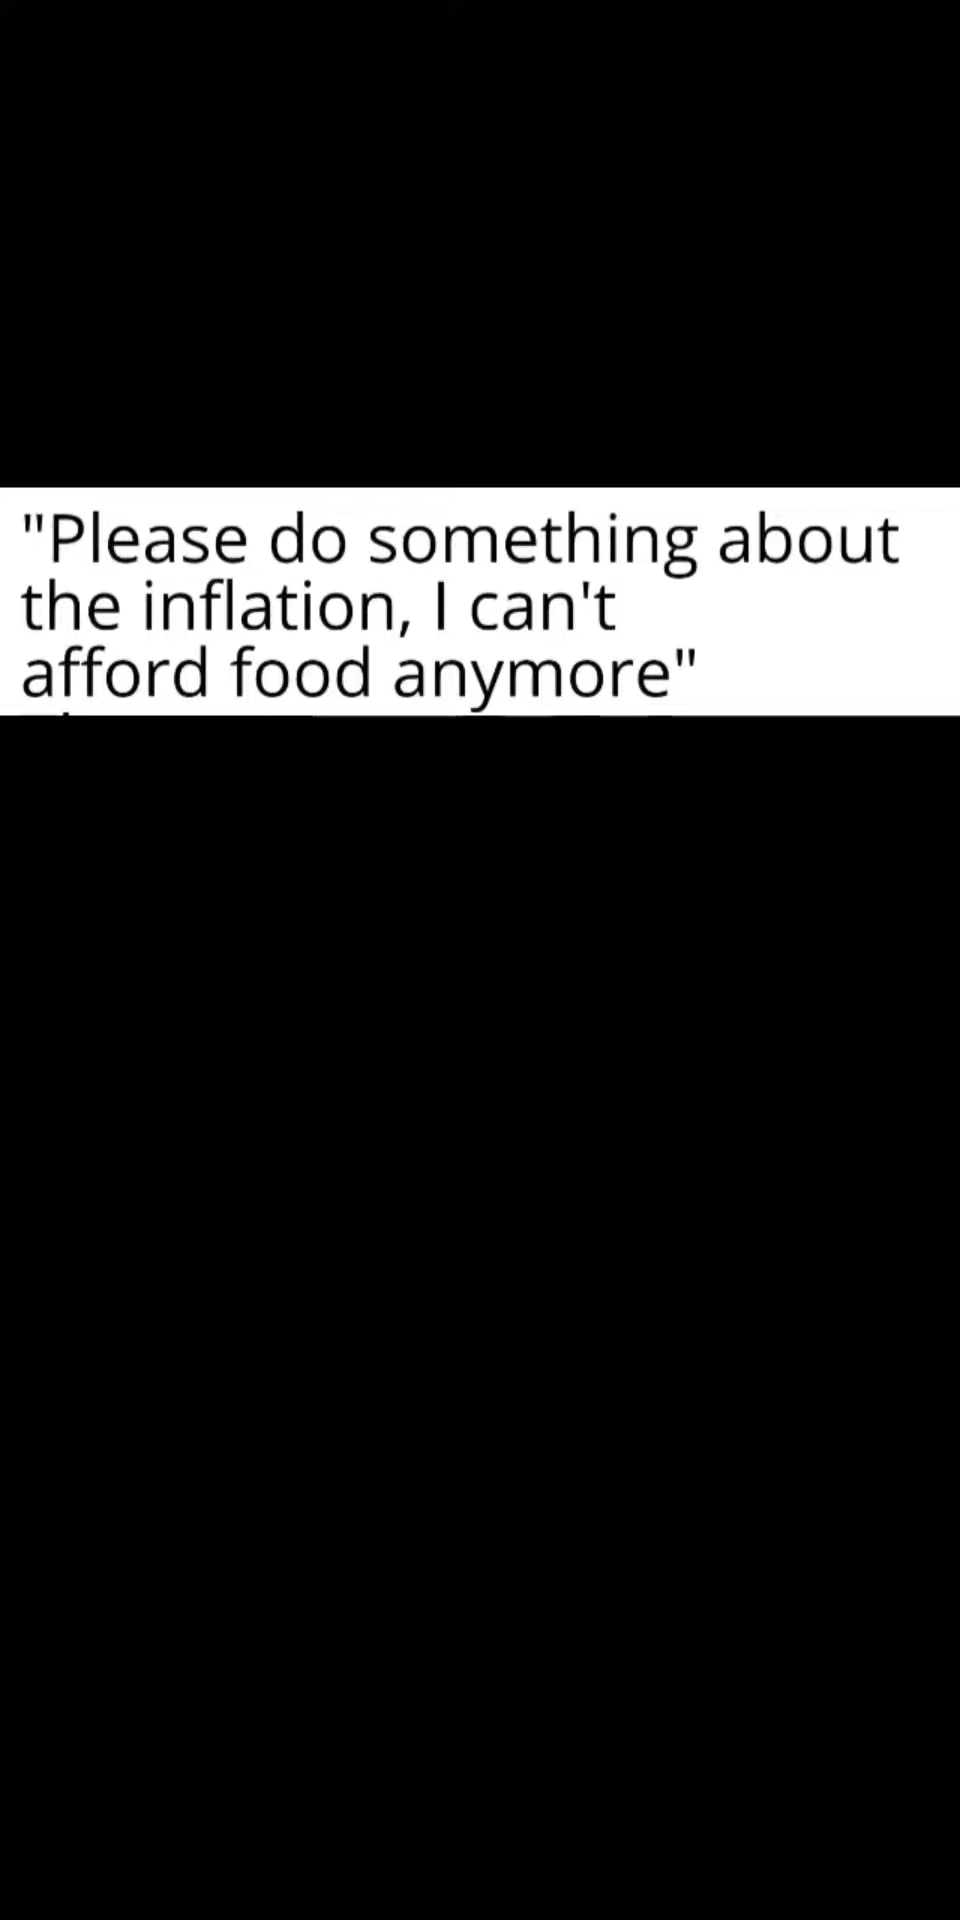 "Please do something about
the inflation, I can't
afford food anymore"